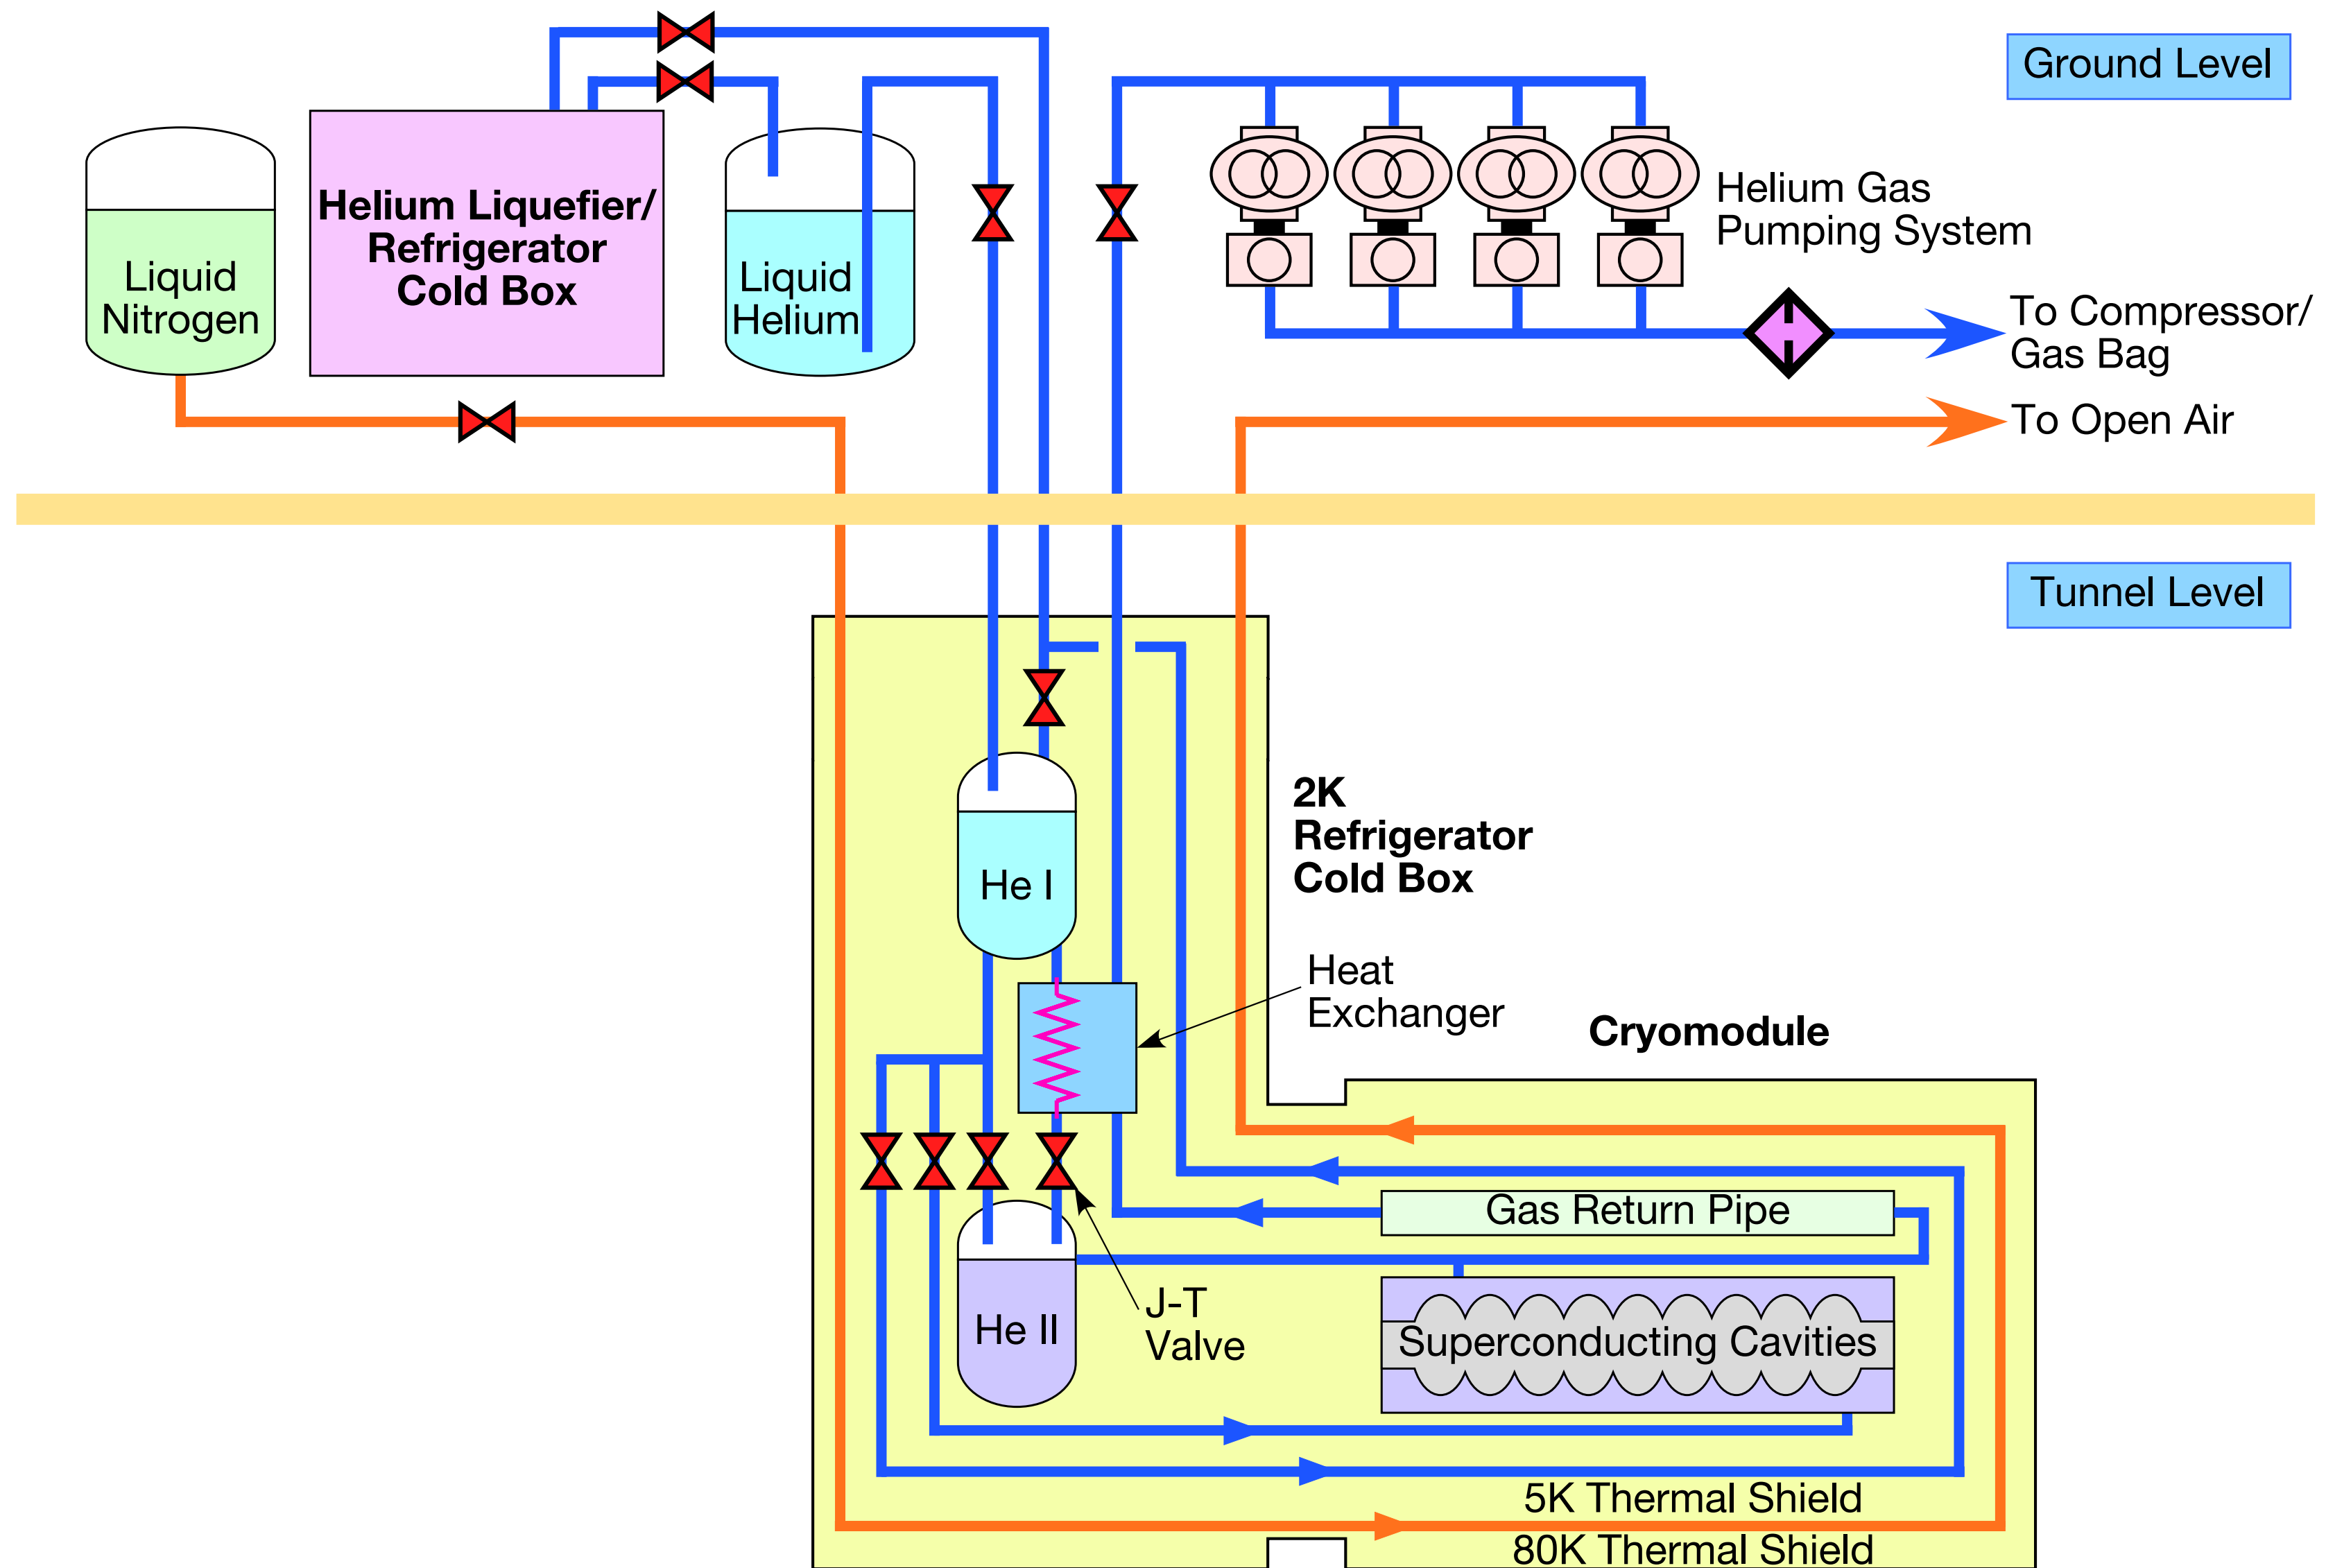 Ground Level
Helium Liquefier/
Refrigerator
Cold Box
Liquid
Nitrogen
Liquid
Helium
Helium Gas
Pumping System
To Compressor/
Gas Bag
To Open Air
Tunnel Level
2K
Refrigerator
Cold Box
He I
Heat
Exchanger
Cryomodule
Gas Return Pipe
He II
J-T
Valve
Superconducting Cavities
5K Thermal Shield
80K Thermal Shield